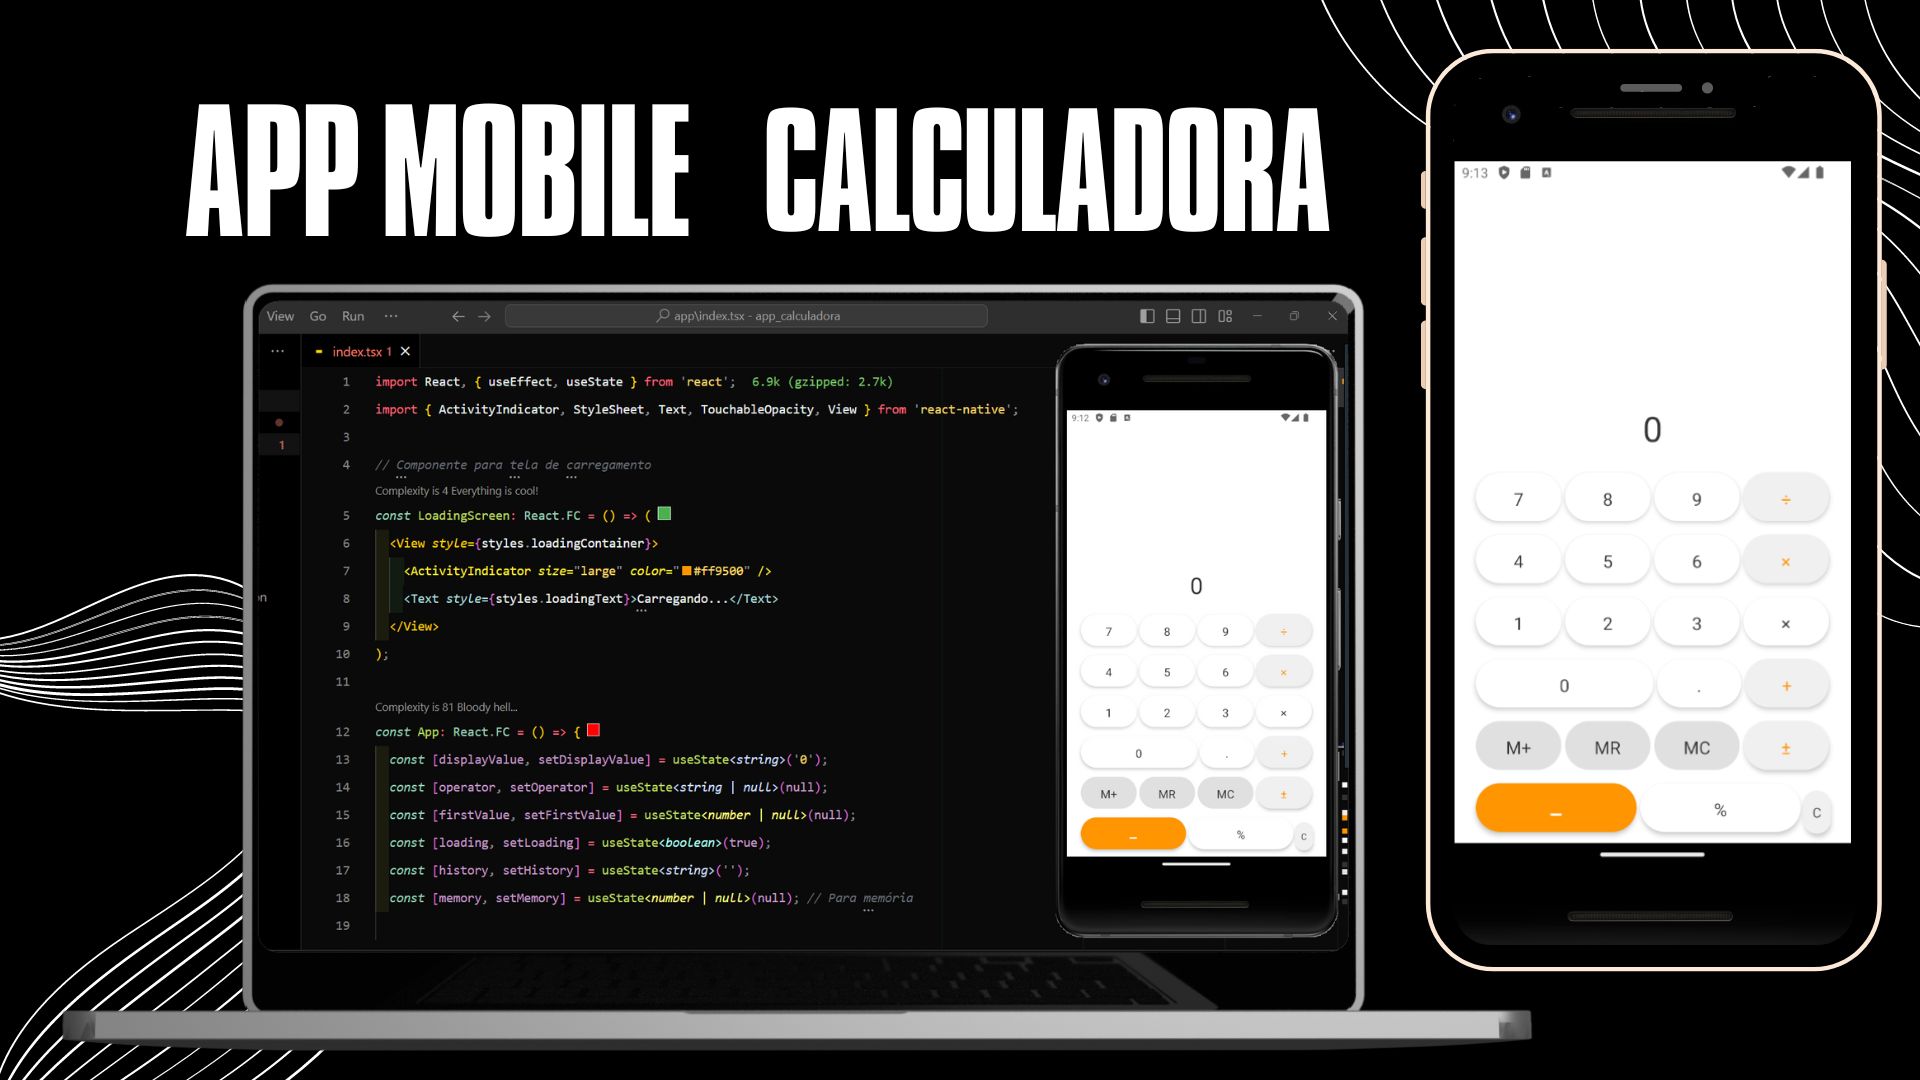 APP MOBILE CALCULADORA
View Go Run ··· ← → app\index.tsx - app_calculadora
··· index.tsx 1 ×
1
1 import React, { useEffect, useState } from 'react'; 6.9k (gzipped: 2.7k)
2 import { ActivityIndicator, StyleSheet, Text, TouchableOpacity, View } from 'react-native';
3
4 // Componente para tela de carregamento
Complexity is 4 Everything is cool!
5 const LoadingScreen: React.FC = () => (
6 <View style={styles.loadingContainer}>
7 <ActivityIndicator size="large" color="#ff9500" />
8 <Text style={styles.loadingText}>Carregando...</Text>
9 </View>
10 );
11
Complexity is 81 Bloody hell...
12 const App: React.FC = () => {
13 const [displayValue, setDisplayValue] = useState<string>('0');
14 const [operator, setOperator] = useState<string | null>(null);
15 const [firstValue, setFirstValue] = useState<number | null>(null);
16 const [loading, setLoading] = useState<boolean>(true);
17 const [history, setHistory] = useState<string>('');
18 const [memory, setMemory] = useState<number | null>(null); // Para memória
19
9:12
0
7 8 9 ÷
4 5 6 ×
1 2 3 ×
0 . +
M+ MR MC ±
_ % C
9:13
0
7 8 9 ÷
4 5 6 ×
1 2 3 ×
0 . +
M+ MR MC ±
_ % C